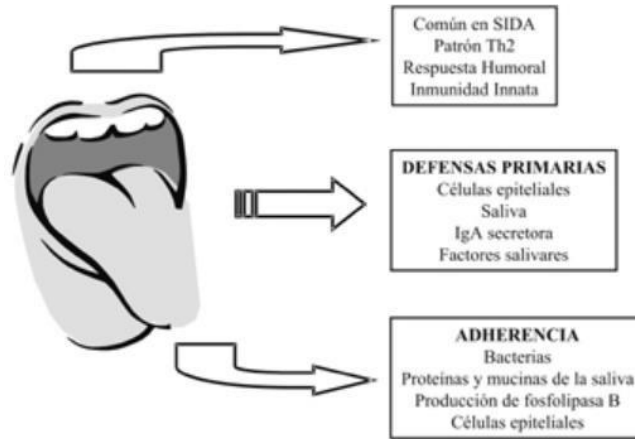 Común en SIDA
Patrón Th2
Respuesta Humoral
Inmunidad Innata
DEFENSAS PRIMARIAS
Células epiteliales
Saliva
IgA secretora
Factores salivares
ADHERENCIA
Bacterias
Proteínas y mucinas de la saliva
Producción de fosfolipasa B
Células epiteliales